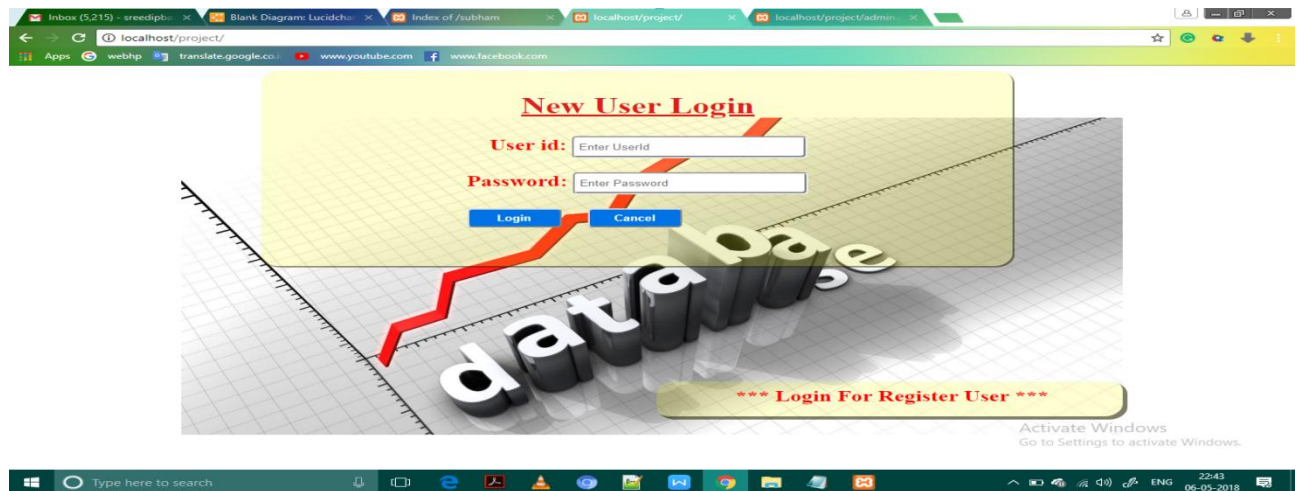 Inbox (5,215) - sreedipba
Blank Diagram: Lucidcha
Index of /subham
localhost/project/
localhost/project/admin
localhost/project/
Apps
webhp
translate.google.co.i
www.youtube.com
www.facebook.com
New User Login
User id: Enter UserId
Password: Enter Password
Login Cancel
database
*** Login For Register User ***
Activate Windows
Go to Settings to activate Windows.
Type here to search
ENG
22:43
06-05-2018